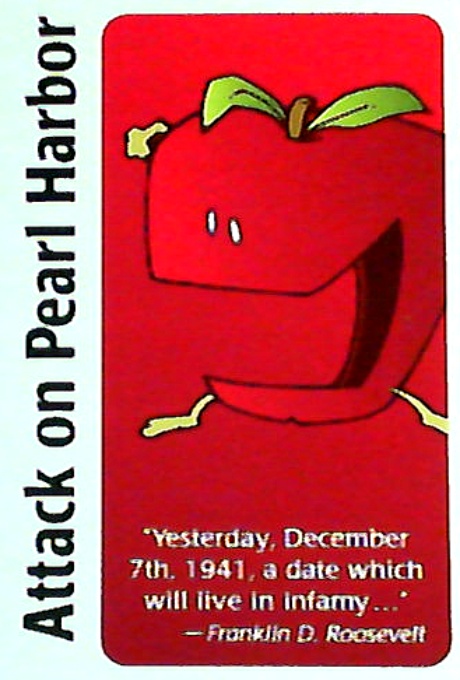 Attack on Pearl Harbor
"Yesterday, December
7th, 1941, a date which
will live in infamy..."
— Franklin D. Roosevelt